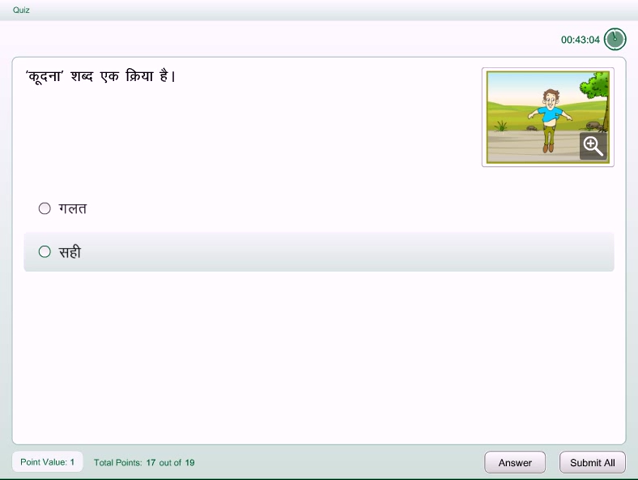 Quiz
00:43:04
'कूदना' शब्द एक क्रिया है।
गलत
सही
Point Value: 1
Total Points: 17 out of 19
Answer
Submit All